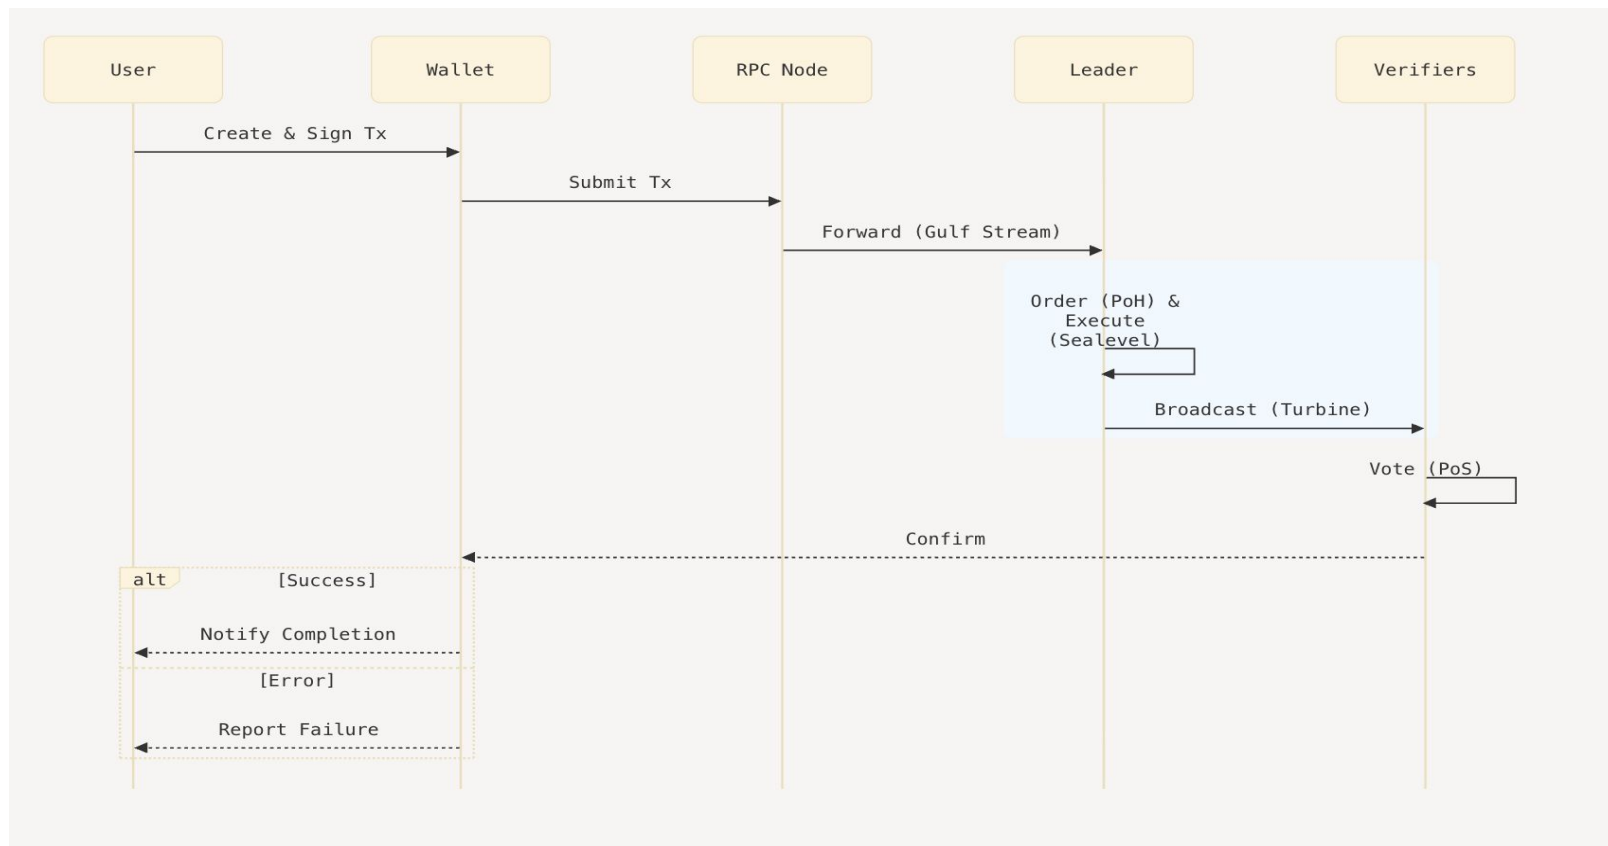 User
Wallet
RPC Node
Leader
Verifiers
Create & Sign Tx
Submit Tx
Forward (Gulf Stream)
Order (PoH) &
Execute
(Sealevel)
Broadcast (Turbine)
Vote (PoS)
Confirm
alt
[Success]
Notify Completion
[Error]
Report Failure